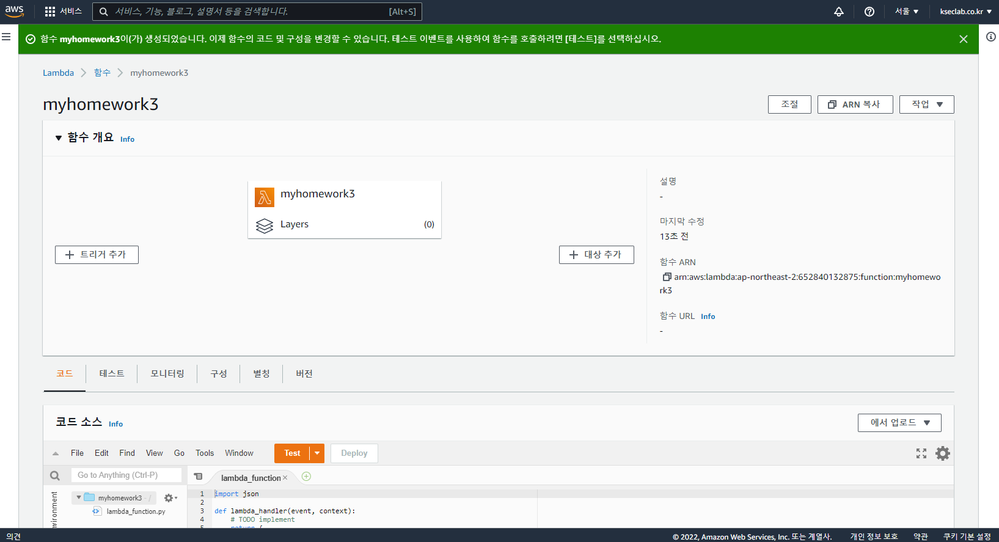 aws
서비스
서비스, 기능, 블로그, 설명서 등을 검색합니다.
[Alt+S]
서울 ▼
kseclab.co.kr ▼
함수 myhomework3이(가) 생성되었습니다. 이제 함수의 코드 및 구성을 변경할 수 있습니다. 테스트 이벤트를 사용하여 함수를 호출하려면 [테스트]를 선택하십시오.
Lambda > 함수 > myhomework3
myhomework3
조절
ARN 복사
작업 ▼
▼ 함수 개요 Info
myhomework3
Layers (0)
+ 트리거 추가
+ 대상 추가
설명
-
마지막 수정
13초 전
함수 ARN
arn:aws:lambda:ap-northeast-2:652840132875:function:myhomewo
rk3
함수 URL Info
-
코드
테스트
모니터링
구성
별칭
버전
코드 소스 Info
에서 업로드 ▼
File Edit Find View Go Tools Window
Test
Deploy
Go to Anything (Ctrl-P)
lambda_function ×
myhomework3 - /
lambda_function.py
1 import json
2
3 def lambda_handler(event, context):
4 # TODO implement
5 return {
의견
© 2022, Amazon Web Services, Inc. 또는 계열사.
개인 정보 보호
약관
쿠키 기본 설정